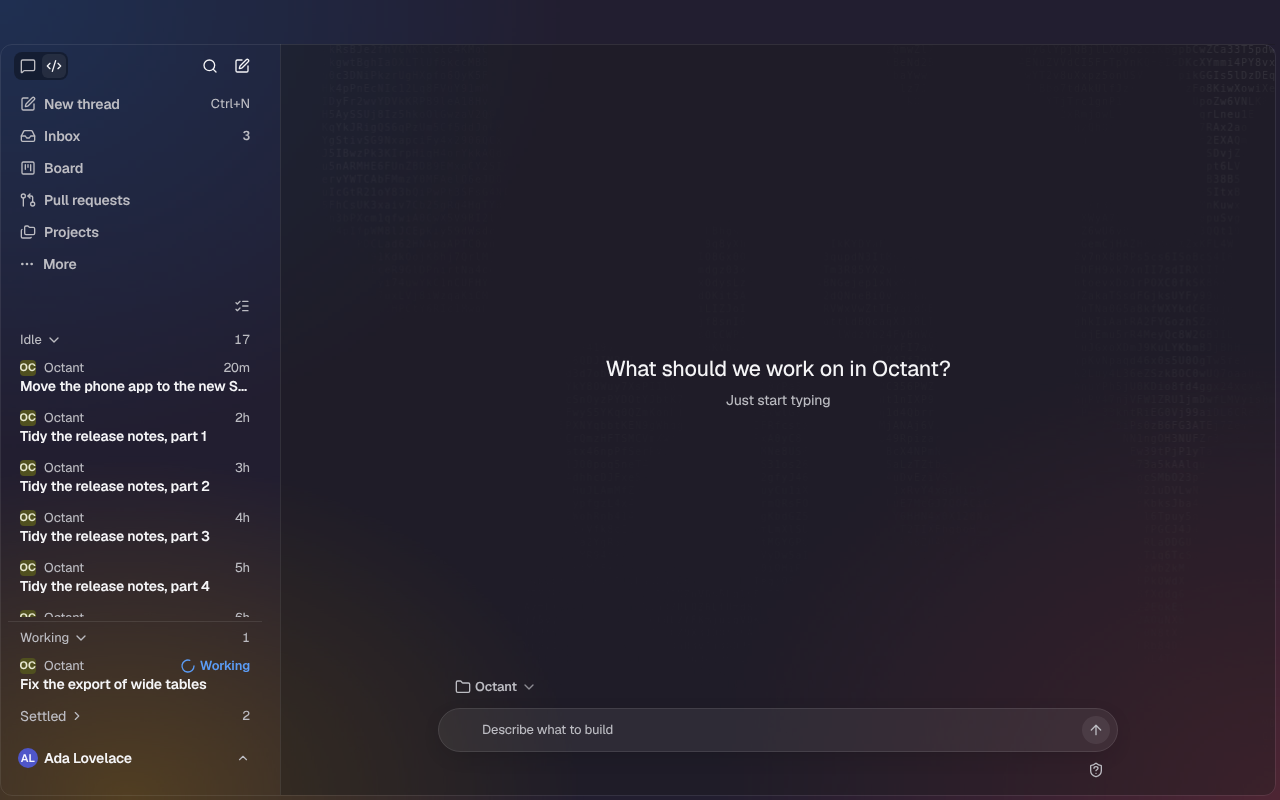 New thread Ctrl+N
Inbox 3
Board
Pull requests
Projects
More
Idle 17
OC Octant 20m
Move the phone app to the new S...
OC Octant 2h
Tidy the release notes, part 1
OC Octant 3h
Tidy the release notes, part 2
OC Octant 4h
Tidy the release notes, part 3
OC Octant 5h
Tidy the release notes, part 4
OC Octant 6h
Working 1
OC Octant Working
Fix the export of wide tables
Settled 2
AL Ada Lovelace
What should we work on in Octant?
Just start typing
Octant
Describe what to build